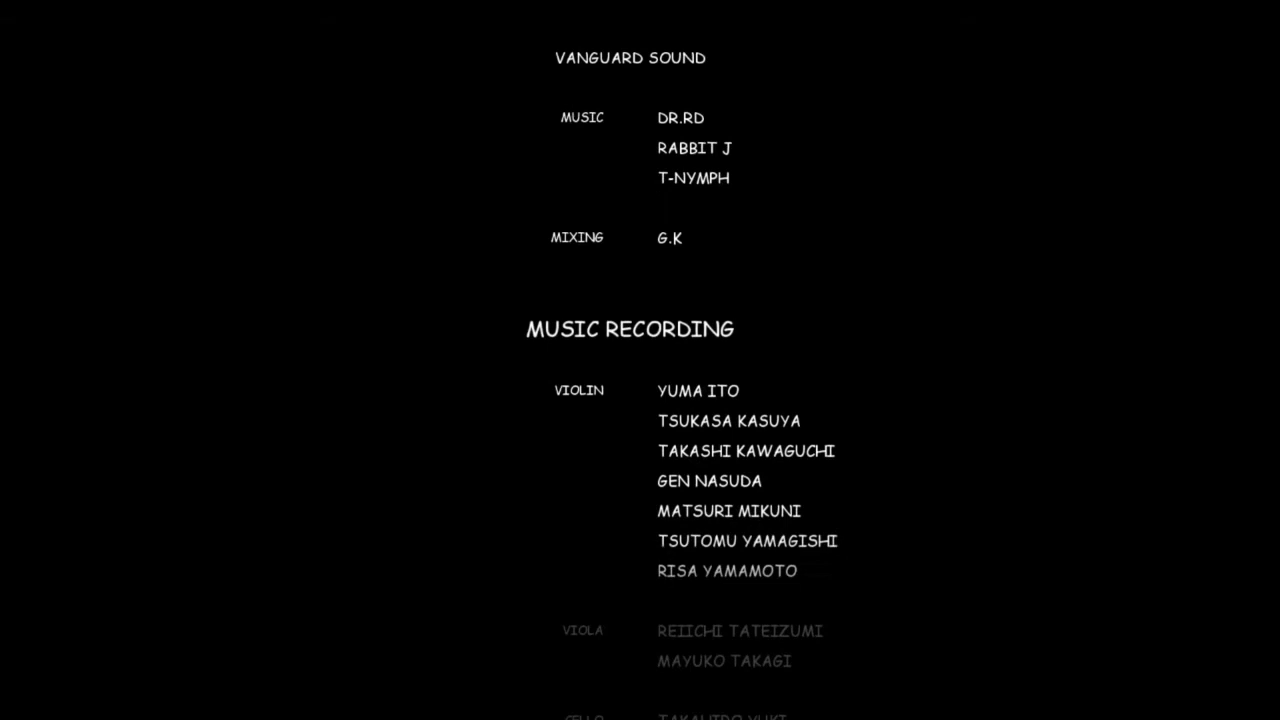 VANGUARD SOUND
MUSIC DR.RD
RABBIT J
T-NYMPH
MIXING G.K
MUSIC RECORDING
VIOLIN YUMA ITO
TSUKASA KASUYA
TAKASHI KAWAGUCHI
GEN NASUDA
MATSURI MIKUNI
TSUTOMU YAMAGISHI
RISA YAMAMOTO
VIOLA REIICHI TATEIZUMI
MAYUKO TAKAGI